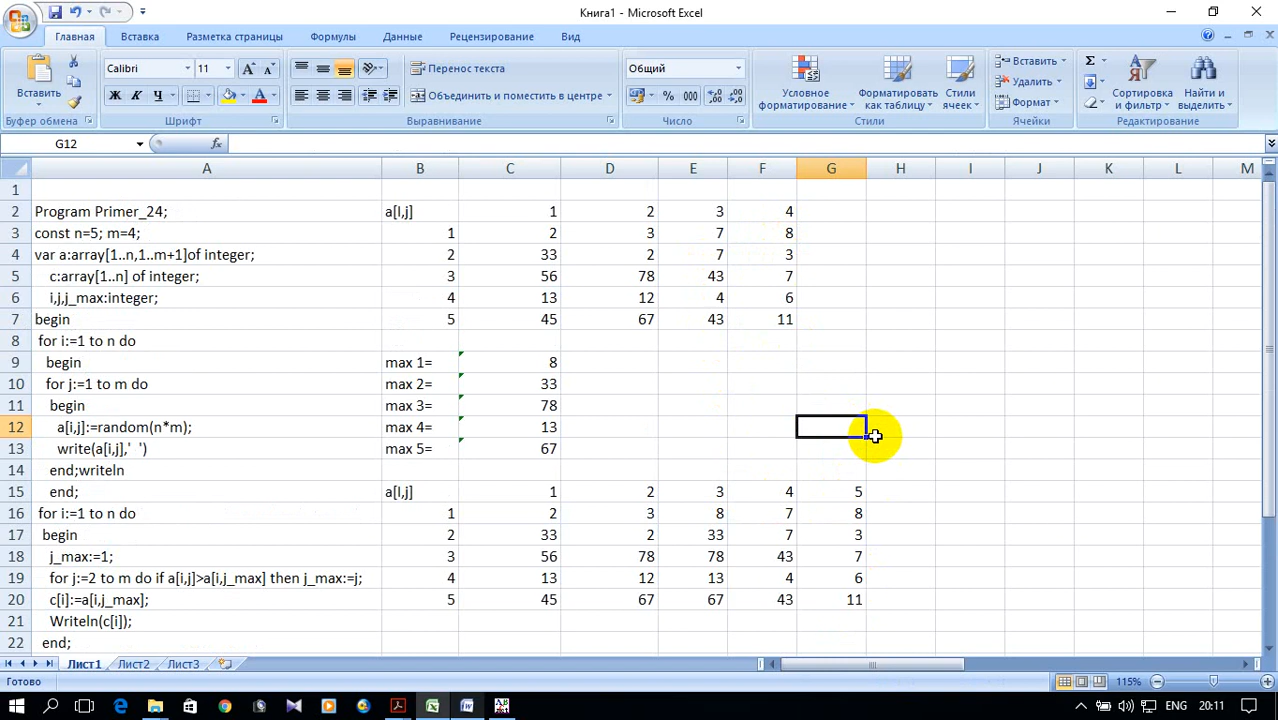 Книга1 - Microsoft Excel
Главная Вставка Разметка страницы Формулы Данные Рецензирование Вид
Вставить
Буфер обмена
Calibri 11
Ж К Ч
Шрифт
Перенос текста
Объединить и поместить в центре
Выравнивание
Общий
% 000
Число
Условное форматирование
Форматировать как таблицу
Стили ячеек
Стили
Вставить
Удалить
Формат
Ячейки
Σ
Сортировка и фильтр
Найти и выделить
Редактирование
G12 fx
A B C D E F G H I J K L M
1
2 Program Primer_24; a[I,j] 1 2 3 4
3 const n=5; m=4; 1 2 3 7 8
4 var a:array[1..n,1..m+1]of integer; 2 33 2 7 3
5 c:array[1..n] of integer; 3 56 78 43 7
6 i,j,j_max:integer; 4 13 12 4 6
7 begin 5 45 67 43 11
8 for i:=1 to n do
9 begin max 1= 8
10 for j:=1 to m do max 2= 33
11 begin max 3= 78
12 a[i,j]:=random(n*m); max 4= 13
13 write(a[i,j],' ') max 5= 67
14 end;writeln
15 end; a[I,j] 1 2 3 4 5
16 for i:=1 to n do 1 2 3 8 7 8
17 begin 2 33 2 33 7 3
18 j_max:=1; 3 56 78 78 43 7
19 for j:=2 to m do if a[i,j]>a[i,j_max] then j_max:=j; 4 13 12 13 4 6
20 c[i]:=a[i,j_max]; 5 45 67 67 43 11
21 Writeln(c[i]);
22 end;
Лист1 Лист2 Лист3
Готово 115%
ENG 20:11